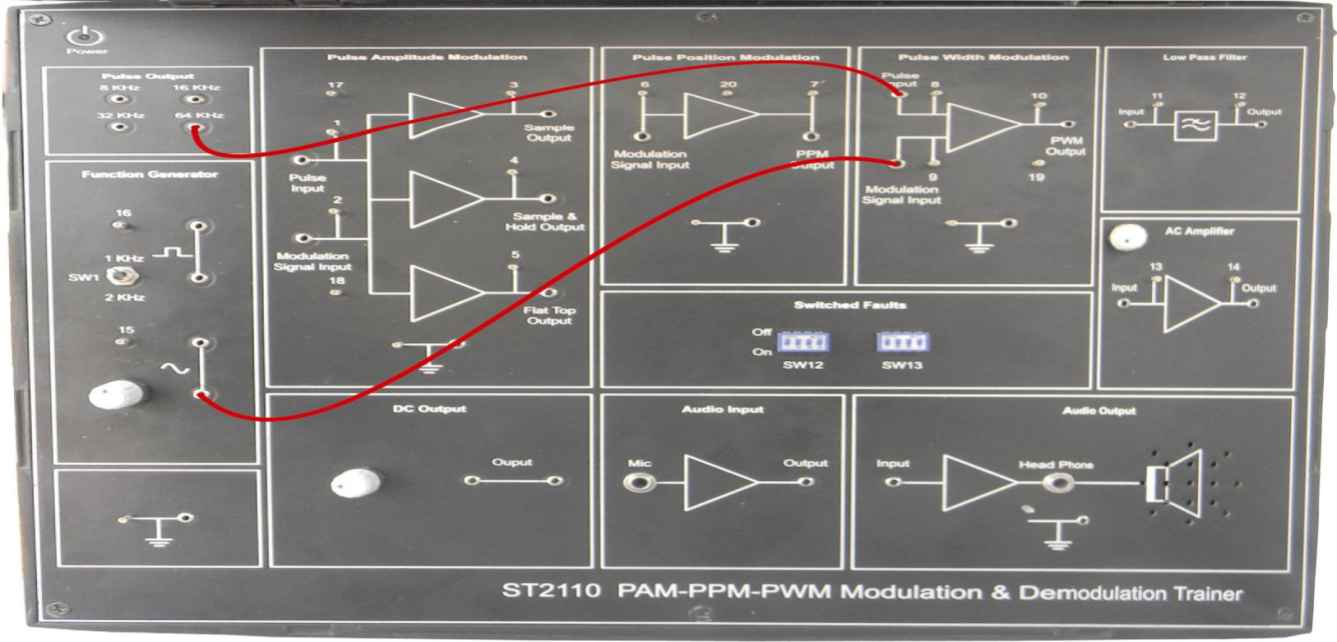 Power
Pulse Output
8 KHz
16 KHz
32 KHz
64 KHz
Function Generator
16
1 KHz
SW1
2 KHz
15
Pulse Amplitude Modulation
17
3
1
Sample
Output
Pulse
Input
4
2
Sample &
Hold Output
Modulation
Signal Input
5
18
Flat Top
Output
Pulse Position Modulation
6
20
7
Modulation
Signal Input
PPM
Output
Pulse Width Modulation
Pulse
Input
8
10
PWM
Output
9
19
Modulation
Signal Input
Low Pass Filter
11
12
Input
Output
AC Amplifier
13
14
Input
Output
Switched Faults
Off
On
SW12
SW13
DC Output
Ouput
Audio Input
Mic
Output
Audio Output
Input
Head Phone
ST2110 PAM-PPM-PWM Modulation & Demodulation Trainer